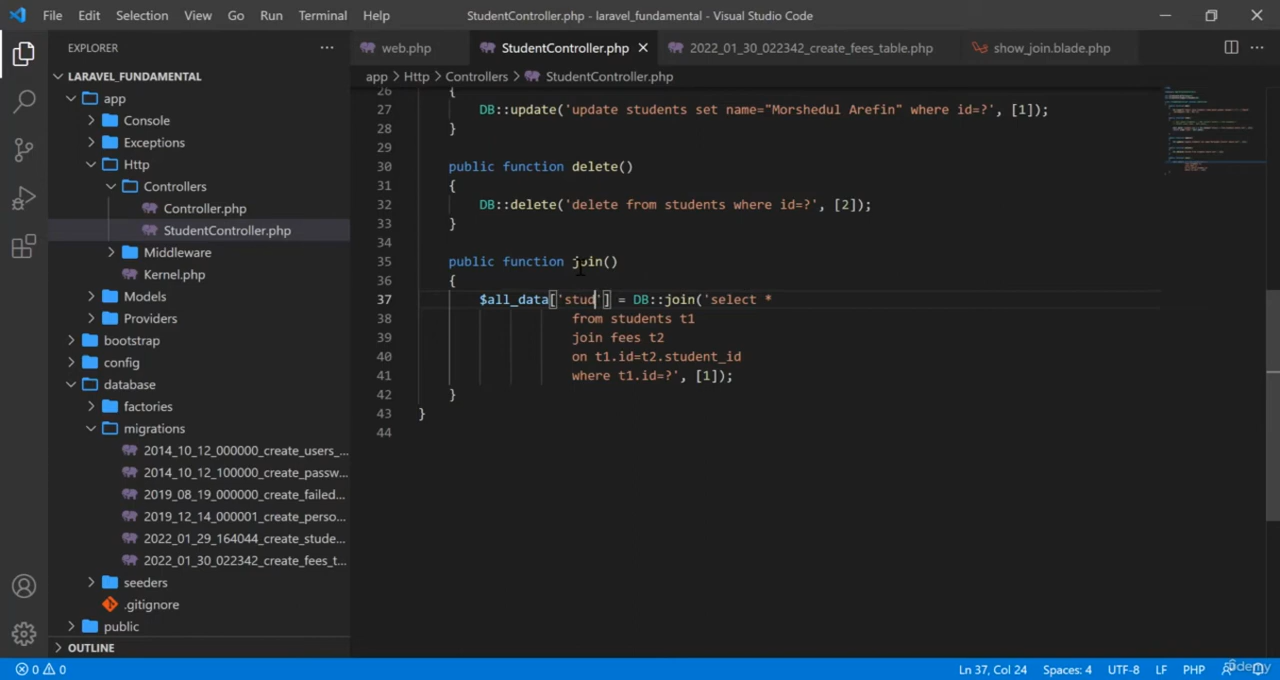 File Edit Selection View Go Run Terminal Help StudentController.php - laravel_fundamental - Visual Studio Code
EXPLORER
LARAVEL_FUNDAMENTAL
app
Console
Exceptions
Http
Controllers
Controller.php
StudentController.php
Middleware
Kernel.php
Models
Providers
bootstrap
config
database
factories
migrations
2014_10_12_000000_create_users_...
2014_10_12_100000_create_passw...
2019_08_19_000000_create_failed...
2019_12_14_000001_create_perso...
2022_01_29_164044_create_stude...
2022_01_30_022342_create_fees_t...
seeders
.gitignore
public
OUTLINE
web.php StudentController.php 2022_01_30_022342_create_fees_table.php show_join.blade.php
app > Http > Controllers > StudentController.php
26 {
27 DB::update('update students set name="Morshedul Arefin" where id=?', [1]);
28 }
29
30 public function delete()
31 {
32 DB::delete('delete from students where id=?', [2]);
33 }
34
35 public function join()
36 {
37 $all_data['stud'] = DB::join('select *
38 from students t1
39 join fees t2
40 on t1.id=t2.student_id
41 where t1.id=?', [1]);
42 }
43 }
44
0 0 Ln 37, Col 24 Spaces: 4 UTF-8 LF PHP
ûdemy